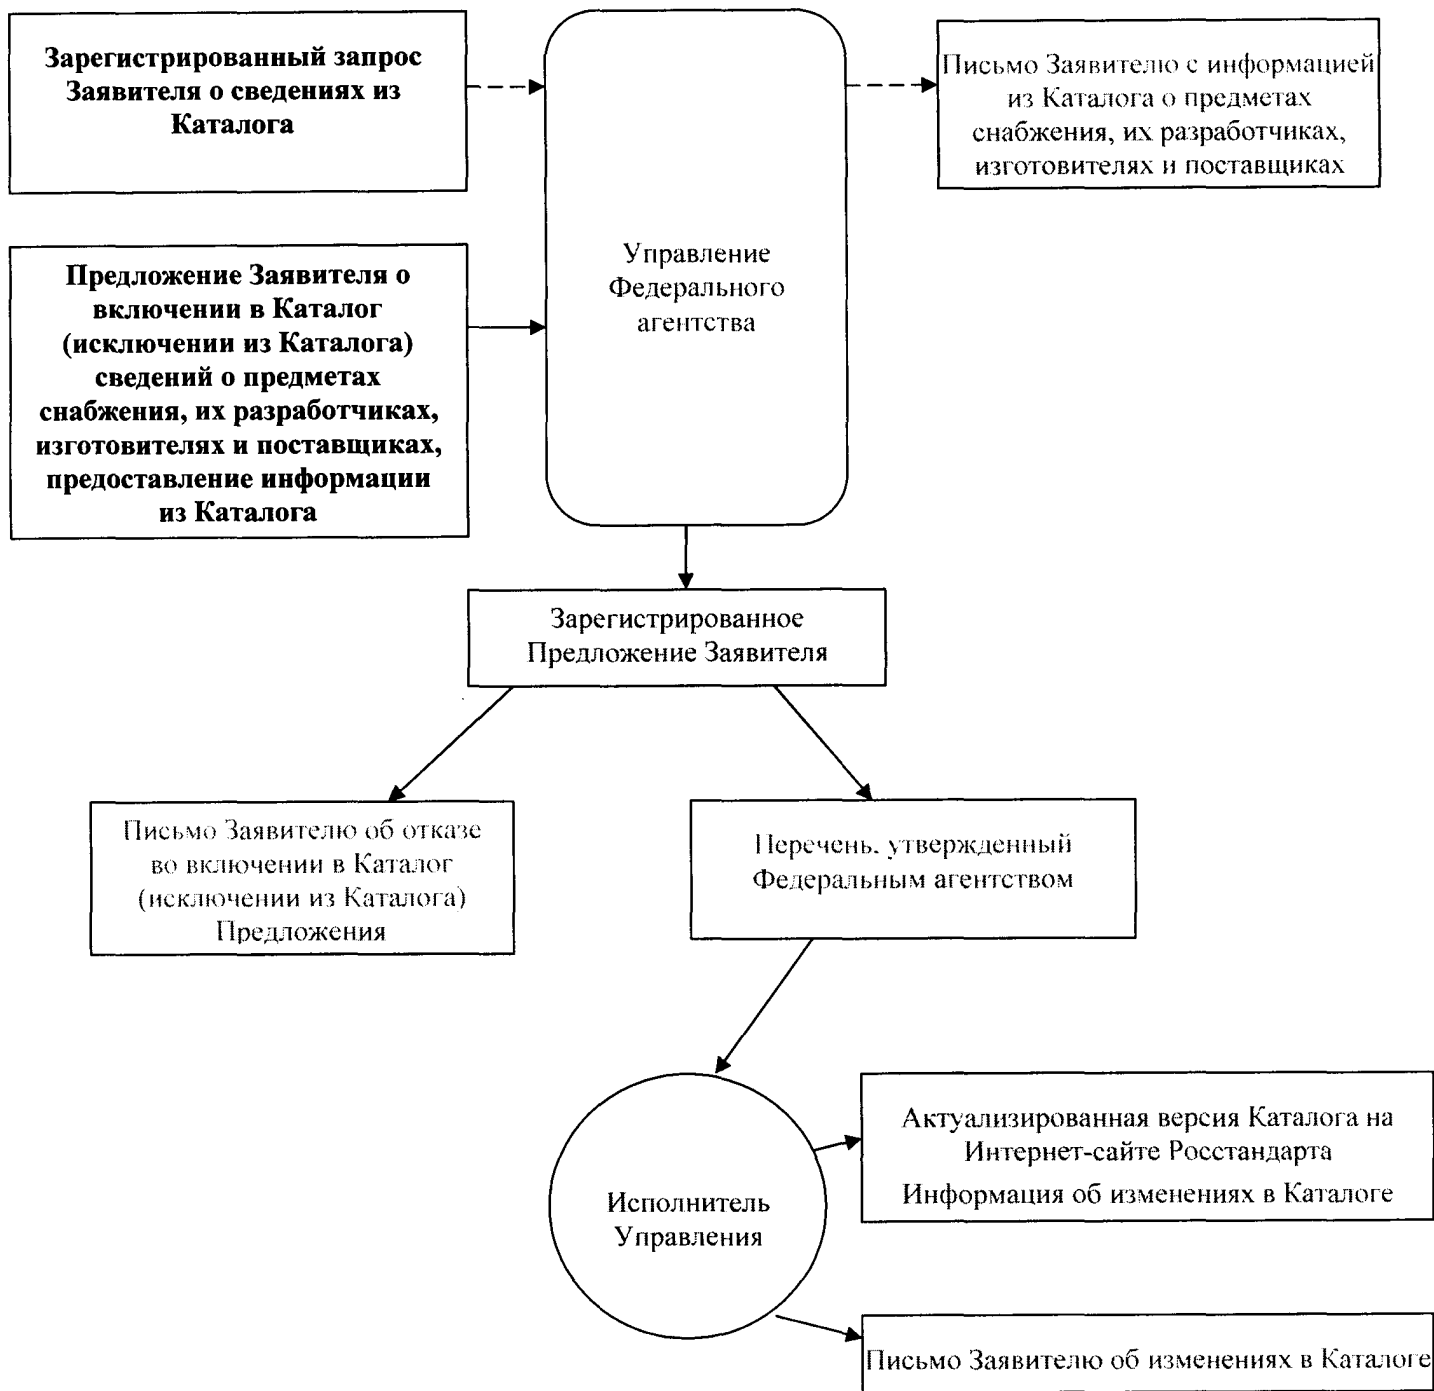 Зарегистрированный запрос
Заявителя о сведениях из
Каталога
Письмо Заявителю с информацией
из Каталога о предметах
снабжения, их разработчиках,
изготовителях и поставщиках
Предложение Заявителя о
включении в Каталог
(исключении из Каталога)
сведений о предметах
снабжения, их разработчиках,
изготовителях и поставщиках,
предоставление информации
из Каталога
Управление
Федерального
агентства
Зарегистрированное
Предложение Заявителя
Письмо Заявителю об отказе
во включении в Каталог
(исключении из Каталога)
Предложения
Перечень, утвержденный
Федеральным агентством
Исполнитель
Управления
Актуализированная версия Каталога на
Интернет-сайте Росстандарта
Информация об изменениях в Каталоге
Письмо Заявителю об изменениях в Каталоге